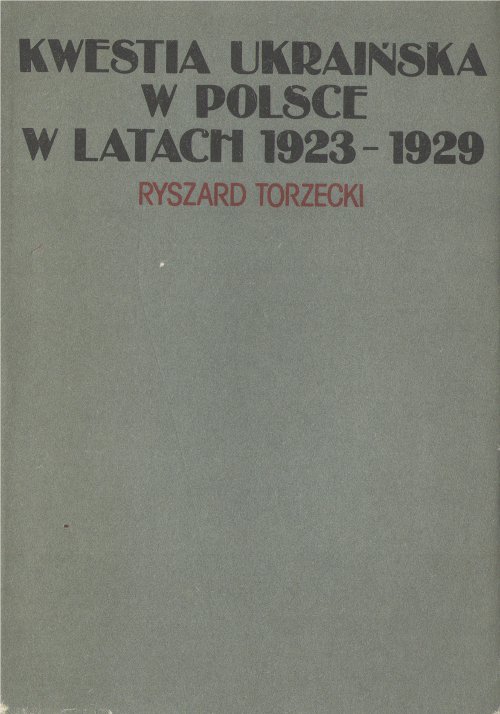 KWESTIA UKRAIŃSKA
W POLSCE
W LATACH 1923-1929
RYSZARD TORZECKI